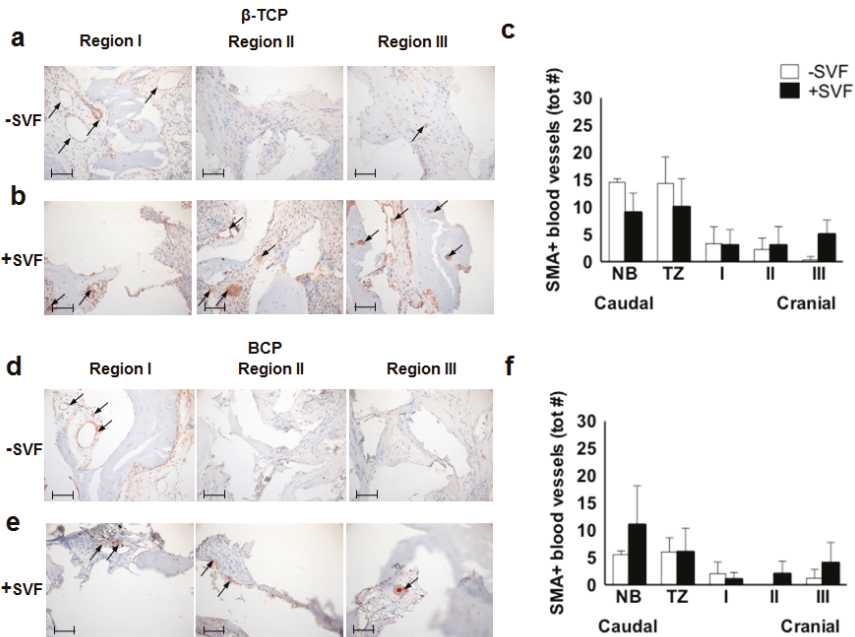 β-TCP
a
Region I
Region II
Region III
-SVF
b
+SVF
c
-SVF
+SVF
SMA+ blood vessels (tot #)
30
25
20
15
10
5
0
NB TZ I II III
Caudal Cranial
BCP
d
Region I
Region II
Region III
-SVF
e
+SVF
f
SMA+ blood vessels (tot #)
30
25
20
15
10
5
0
NB TZ I II III
Caudal Cranial